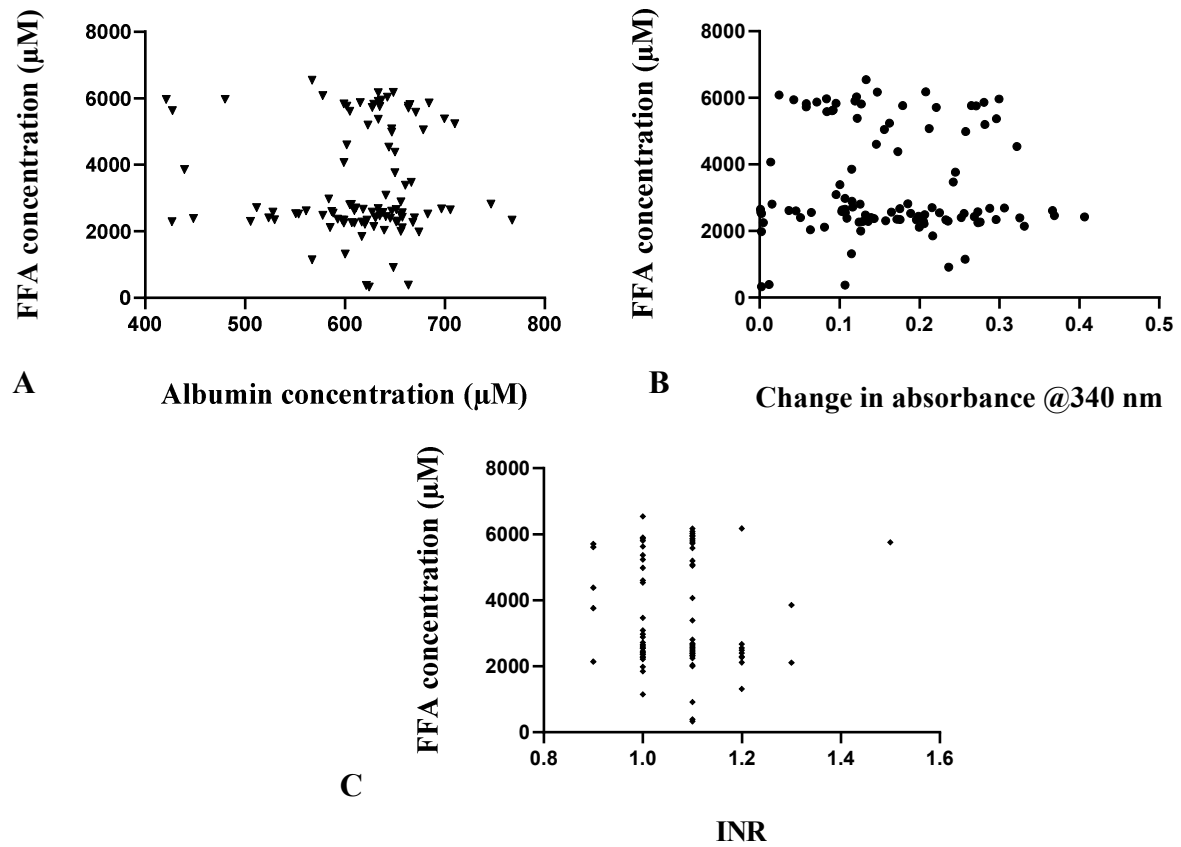 FFA concentration (μM)
8000
6000
4000
2000
0
400 500 600 700 800
A
Albumin concentration (μM)
FFA concentration (μM)
8000
6000
4000
2000
0
0.0 0.1 0.2 0.3 0.4 0.5
B
Change in absorbance @340 nm
FFA concentration (μM)
8000
6000
4000
2000
0
0.8 1.0 1.2 1.4 1.6
C
INR